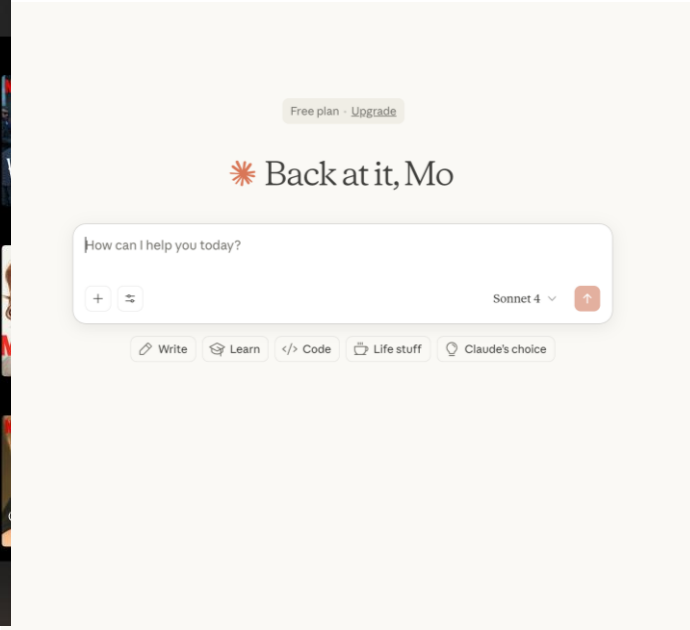 Free plan · Upgrade
Back at it, Mo
How can I help you today?
Sonnet 4
Write
Learn
</> Code
Life stuff
Claude's choice